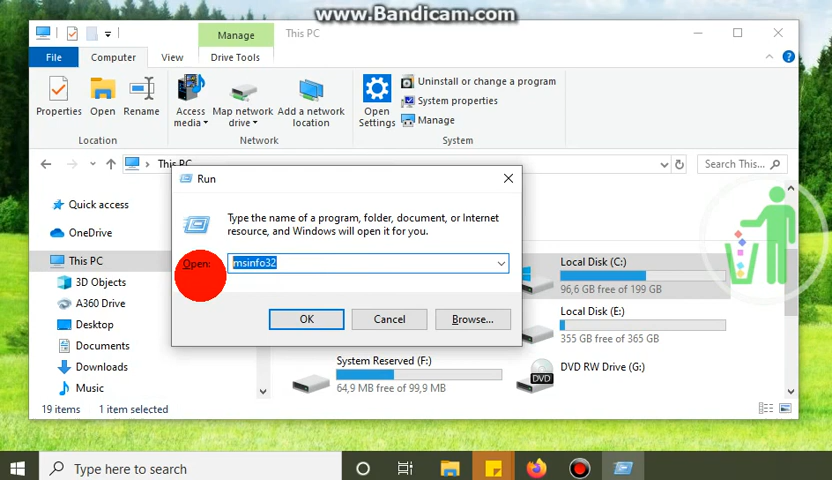 www.Bandicam.com
Manage
This PC
File
Computer
View
Drive Tools
Properties
Open
Rename
Access media
Map network drive
Add a network location
Open Settings
Uninstall or change a program
System properties
Manage
Location
Network
System
This PC
Search This...
Quick access
OneDrive
This PC
3D Objects
A360 Drive
Desktop
Documents
Downloads
Music
Run
Type the name of a program, folder, document, or Internet
resource, and Windows will open it for you.
Open:
msinfo32
OK
Cancel
Browse...
Local Disk (C:)
96,6 GB free of 199 GB
Local Disk (E:)
355 GB free of 365 GB
System Reserved (F:)
64,9 MB free of 99,9 MB
DVD RW Drive (G:)
DVD
19 items
1 item selected
Type here to search